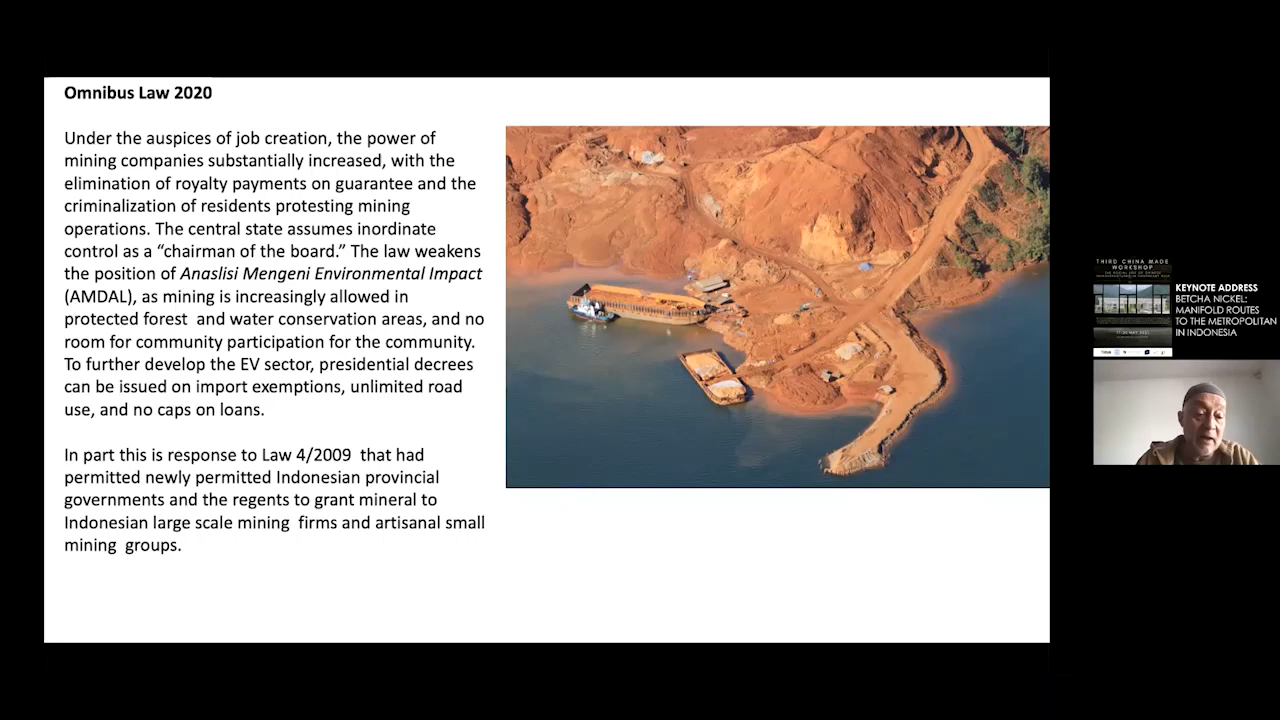 Omnibus Law 2020
Under the auspices of job creation, the power of
mining companies substantially increased, with the
elimination of royalty payments on guarantee and the
criminalization of residents protesting mining
operations. The central state assumes inordinate
control as a “chairman of the board.” The law weakens
the position of Anaslisi Mengeni Environmental Impact
(AMDAL), as mining is increasingly allowed in
protected forest and water conservation areas, and no
room for community participation for the community.
To further develop the EV sector, presidential decrees
can be issued on import exemptions, unlimited road
use, and no caps on loans.
In part this is response to Law 4/2009 that had
permitted newly permitted Indonesian provincial
governments and the regents to grant mineral to
Indonesian large scale mining firms and artisanal small
mining groups.
THIRD CHINA MADE
WORKSHOP
KEYNOTE ADDRESS
BETCHA NICKEL:
MANIFOLD ROUTES
TO THE METROPOLITAN
IN INDONESIA